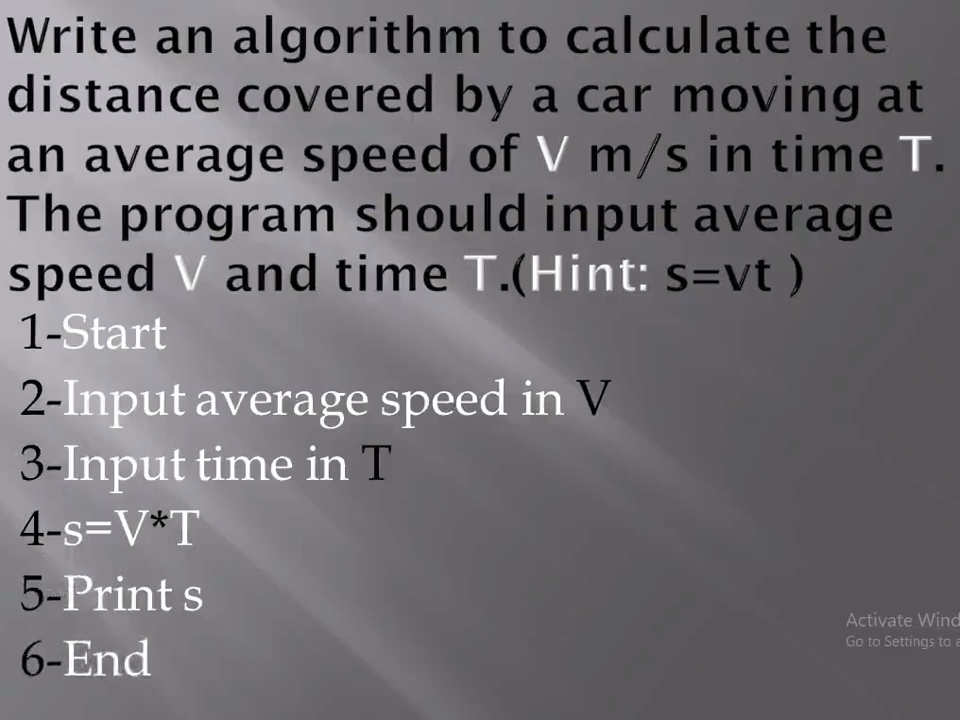 Write an algorithm to calculate the
distance covered by a car moving at
an average speed of V m/s in time T.
The program should input average
speed V and time T.(Hint: s=vt )
1-Start
2-Input average speed in V
3-Input time in T
4-s=V*T
5-Print s
6-End
Activate Wind
Go to Settings to a